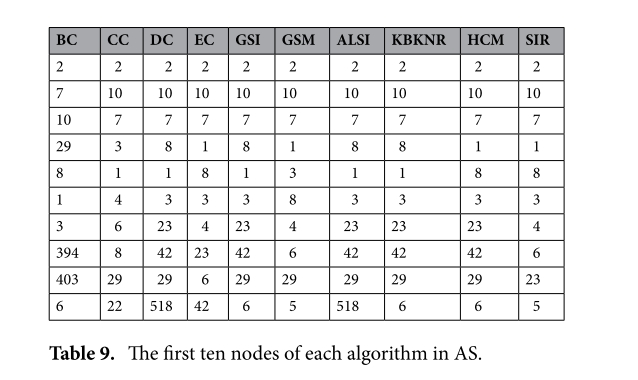 BC CC DC EC GSI GSM ALSI KBKNR HCM SIR
2 2 2 2 2 2 2 2 2 2
7 10 10 10 10 10 10 10 10 10
10 7 7 7 7 7 7 7 7 7
29 3 8 1 8 1 8 8 1 1
8 1 1 8 1 3 1 1 8 8
1 4 3 3 3 8 3 3 3 3
3 6 23 4 23 4 23 23 23 4
394 8 42 23 42 6 42 42 42 6
403 29 29 6 29 29 29 29 29 23
6 22 518 42 6 5 518 6 6 5
Table 9. The first ten nodes of each algorithm in AS.